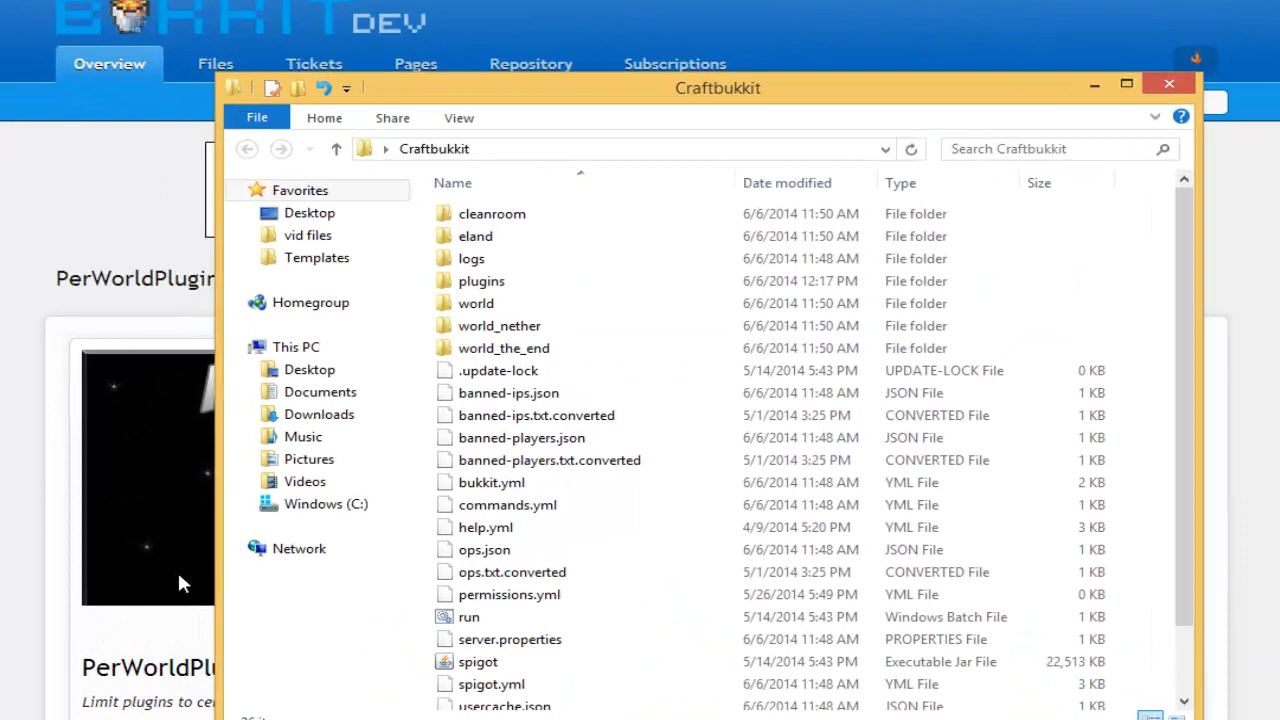 BUKKIT DEV
Overview Files Tickets Pages Repository Subscriptions
Craftbukkit
File Home Share View
Craftbukkit Search Craftbukkit
Name Date modified Type Size
Favorites
Desktop
vid files
Templates
Homegroup
This PC
Desktop
Documents
Downloads
Music
Pictures
Videos
Windows (C:)
Network
cleanroom 6/6/2014 11:50 AM File folder
eland 6/6/2014 11:50 AM File folder
logs 6/6/2014 11:48 AM File folder
plugins 6/6/2014 12:17 PM File folder
world 6/6/2014 11:50 AM File folder
world_nether 6/6/2014 11:50 AM File folder
world_the_end 6/6/2014 11:50 AM File folder
.update-lock 5/14/2014 5:43 PM UPDATE-LOCK File 0 KB
banned-ips.json 6/6/2014 11:48 AM JSON File 1 KB
banned-ips.txt.converted 5/1/2014 3:25 PM CONVERTED File 1 KB
banned-players.json 6/6/2014 11:48 AM JSON File 1 KB
banned-players.txt.converted 5/1/2014 3:25 PM CONVERTED File 1 KB
bukkit.yml 6/6/2014 11:48 AM YML File 2 KB
commands.yml 6/6/2014 11:48 AM YML File 1 KB
help.yml 4/9/2014 5:20 PM YML File 3 KB
ops.json 6/6/2014 11:48 AM JSON File 1 KB
ops.txt.converted 5/1/2014 3:25 PM CONVERTED File 1 KB
permissions.yml 5/26/2014 5:49 PM YML File 0 KB
run 5/14/2014 5:43 PM Windows Batch File 1 KB
server.properties 6/6/2014 11:48 AM PROPERTIES File 1 KB
spigot 5/14/2014 5:43 PM Executable Jar File 22,513 KB
spigot.yml 6/6/2014 11:48 AM YML File 3 KB
usercache.json 6/6/2014 11:48 AM JSON File 1 KB
PerWorldPlugin
PerWorldPlu
Limit plugins to cer